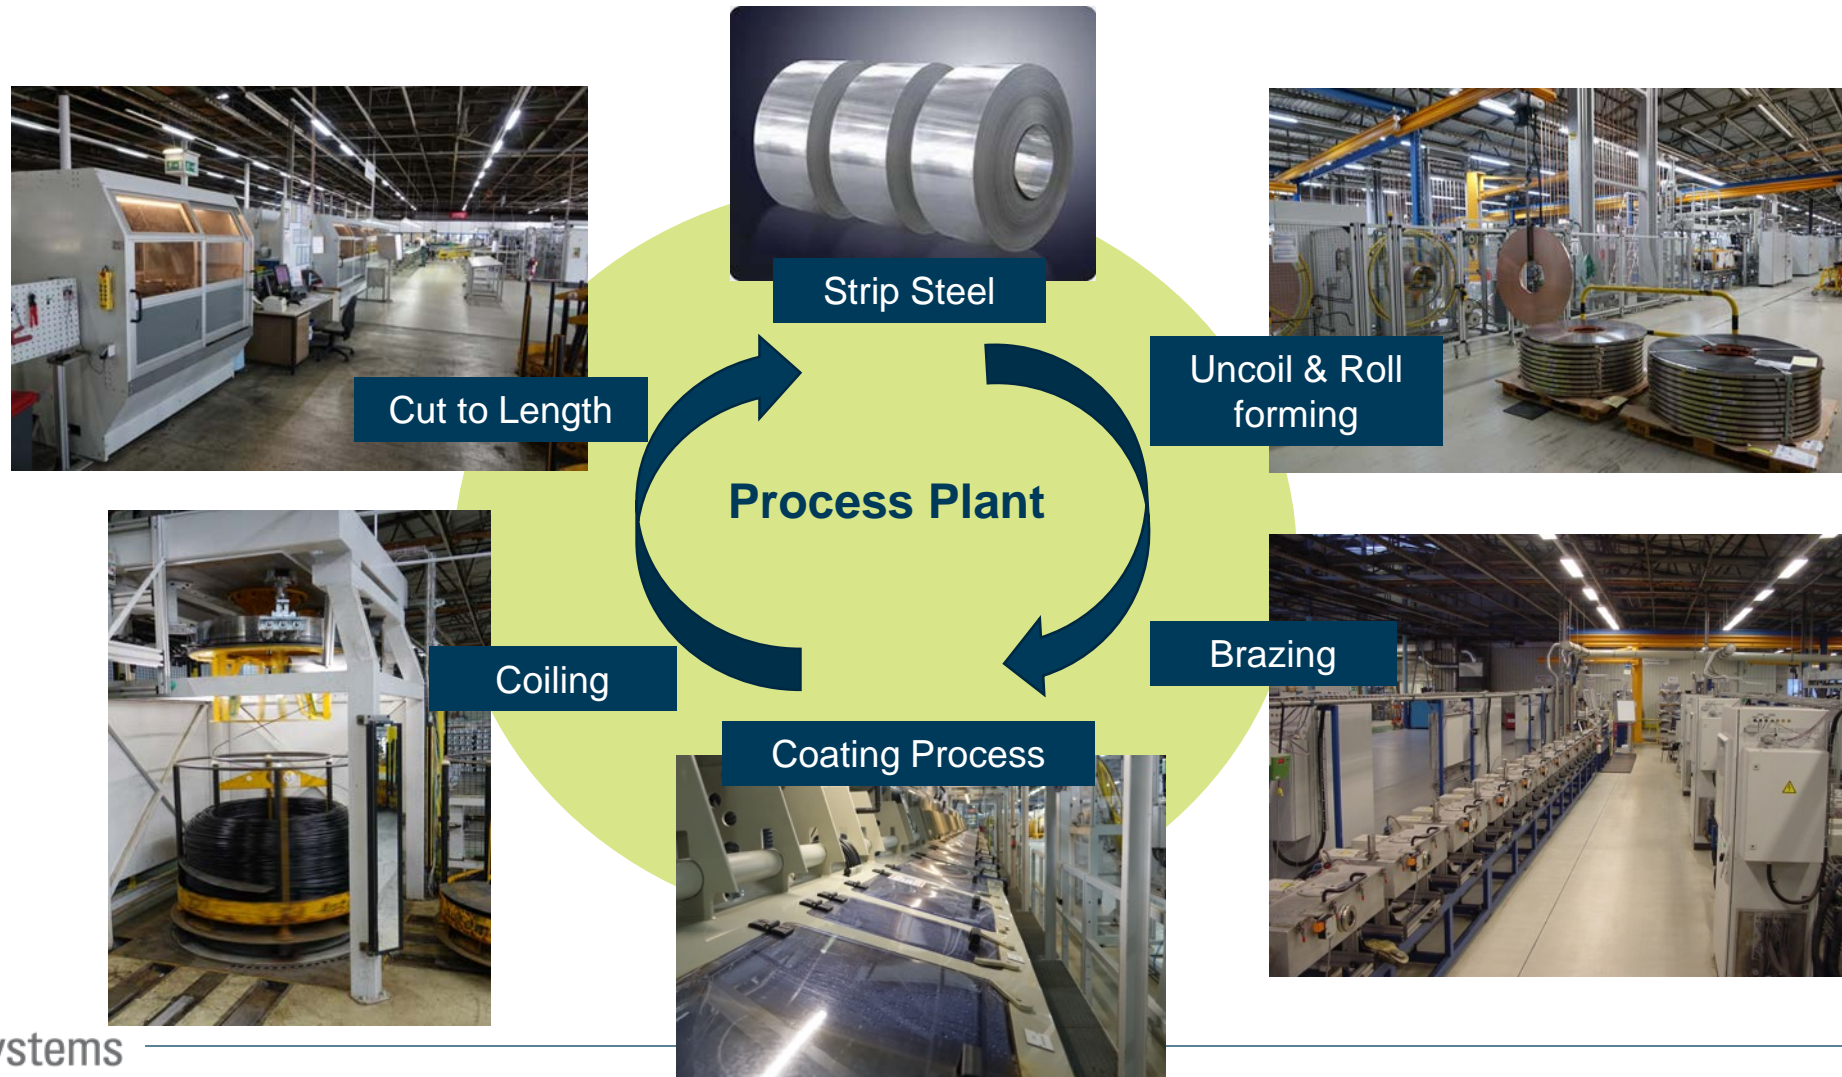 Strip Steel
Uncoil & Roll
forming
Cut to Length
Process Plant
Brazing
Coiling
Coating Process
ystems